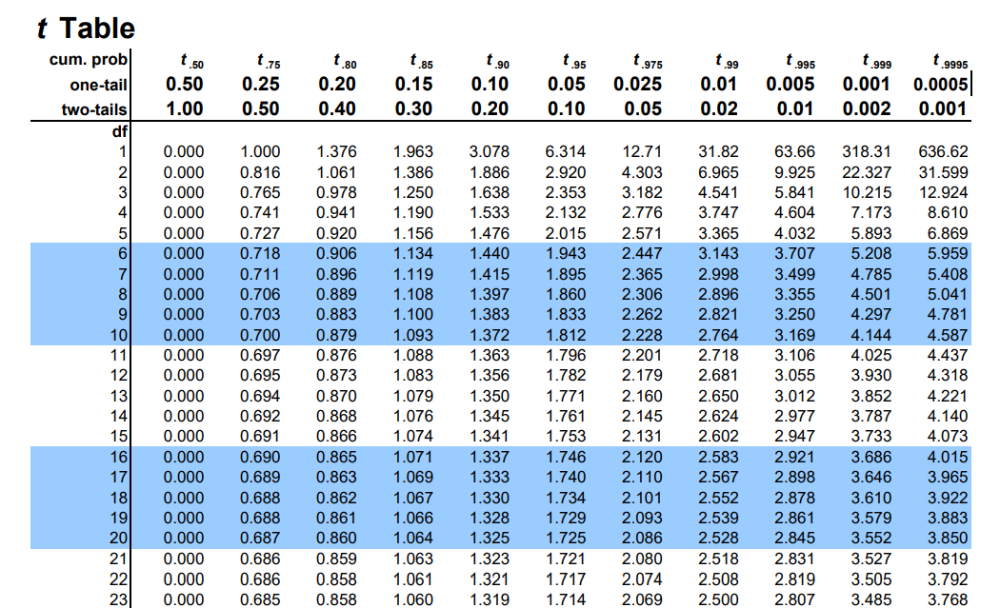 t Table
cum. prob t .50 t .75 t .80 t .85 t .90 t .95 t .975 t .99 t .995 t .999 t .9995
one-tail 0.50 0.25 0.20 0.15 0.10 0.05 0.025 0.01 0.005 0.001 0.0005
two-tails 1.00 0.50 0.40 0.30 0.20 0.10 0.05 0.02 0.01 0.002 0.001
df
1 0.000 1.000 1.376 1.963 3.078 6.314 12.71 31.82 63.66 318.31 636.62
2 0.000 0.816 1.061 1.386 1.886 2.920 4.303 6.965 9.925 22.327 31.599
3 0.000 0.765 0.978 1.250 1.638 2.353 3.182 4.541 5.841 10.215 12.924
4 0.000 0.741 0.941 1.190 1.533 2.132 2.776 3.747 4.604 7.173 8.610
5 0.000 0.727 0.920 1.156 1.476 2.015 2.571 3.365 4.032 5.893 6.869
6 0.000 0.718 0.906 1.134 1.440 1.943 2.447 3.143 3.707 5.208 5.959
7 0.000 0.711 0.896 1.119 1.415 1.895 2.365 2.998 3.499 4.785 5.408
8 0.000 0.706 0.889 1.108 1.397 1.860 2.306 2.896 3.355 4.501 5.041
9 0.000 0.703 0.883 1.100 1.383 1.833 2.262 2.821 3.250 4.297 4.781
10 0.000 0.700 0.879 1.093 1.372 1.812 2.228 2.764 3.169 4.144 4.587
11 0.000 0.697 0.876 1.088 1.363 1.796 2.201 2.718 3.106 4.025 4.437
12 0.000 0.695 0.873 1.083 1.356 1.782 2.179 2.681 3.055 3.930 4.318
13 0.000 0.694 0.870 1.079 1.350 1.771 2.160 2.650 3.012 3.852 4.221
14 0.000 0.692 0.868 1.076 1.345 1.761 2.145 2.624 2.977 3.787 4.140
15 0.000 0.691 0.866 1.074 1.341 1.753 2.131 2.602 2.947 3.733 4.073
16 0.000 0.690 0.865 1.071 1.337 1.746 2.120 2.583 2.921 3.686 4.015
17 0.000 0.689 0.863 1.069 1.333 1.740 2.110 2.567 2.898 3.646 3.965
18 0.000 0.688 0.862 1.067 1.330 1.734 2.101 2.552 2.878 3.610 3.922
19 0.000 0.688 0.861 1.066 1.328 1.729 2.093 2.539 2.861 3.579 3.883
20 0.000 0.687 0.860 1.064 1.325 1.725 2.086 2.528 2.845 3.552 3.850
21 0.000 0.686 0.859 1.063 1.323 1.721 2.080 2.518 2.831 3.527 3.819
22 0.000 0.686 0.858 1.061 1.321 1.717 2.074 2.508 2.819 3.505 3.792
23 0.000 0.685 0.858 1.060 1.319 1.714 2.069 2.500 2.807 3.485 3.768